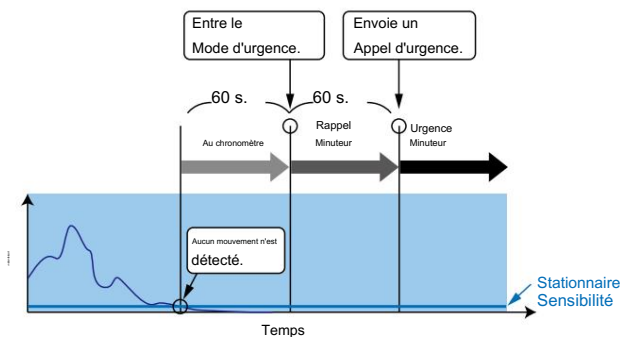 Entre le
Mode d'urgence.
Envoie un
Appel d'urgence.
60 s.
60 s.
Au chronomètre
Rappel
Minuteur
Urgence
Minuteur
Aucun mouvement n'est
détecté.
Stationnaire
Sensibilité
Temps